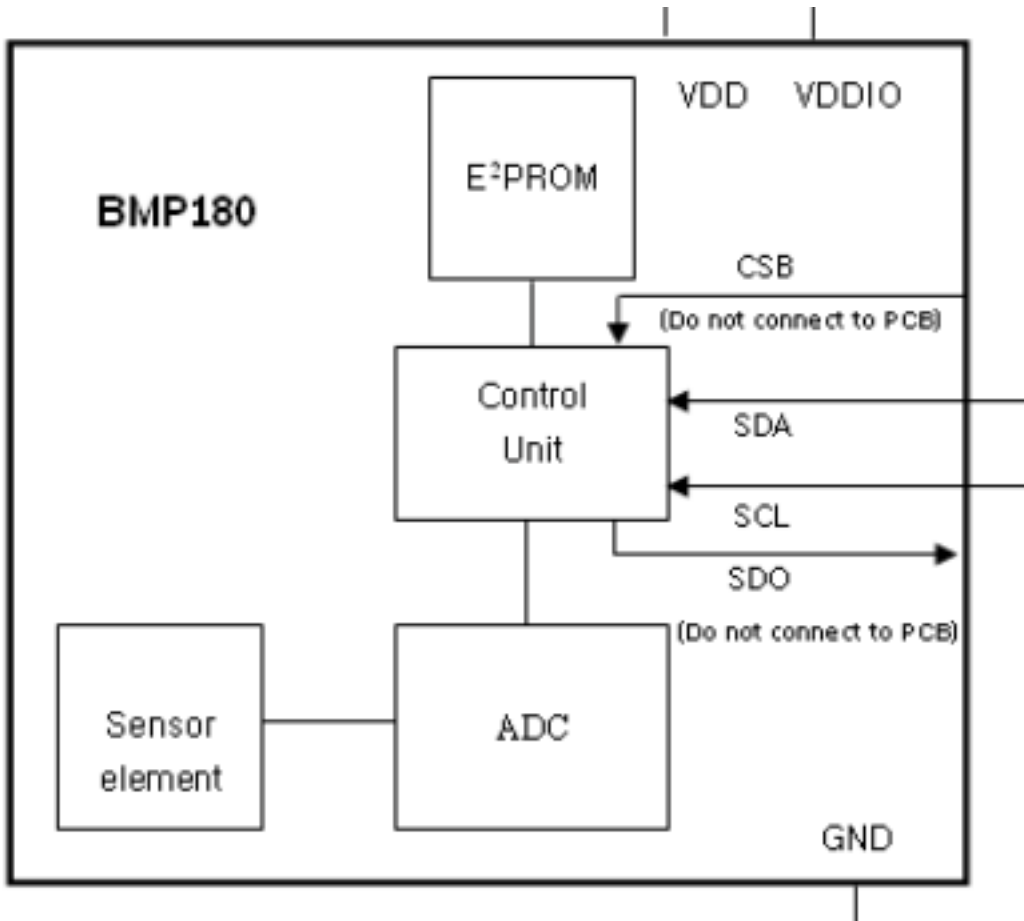 VDD VDDIO
E²PROM
BMP180
CSB
(Do not connect to PCB)
Control
Unit
SDA
SCL
SDO
(Do not connect to PCB)
Sensor
element
ADC
GND